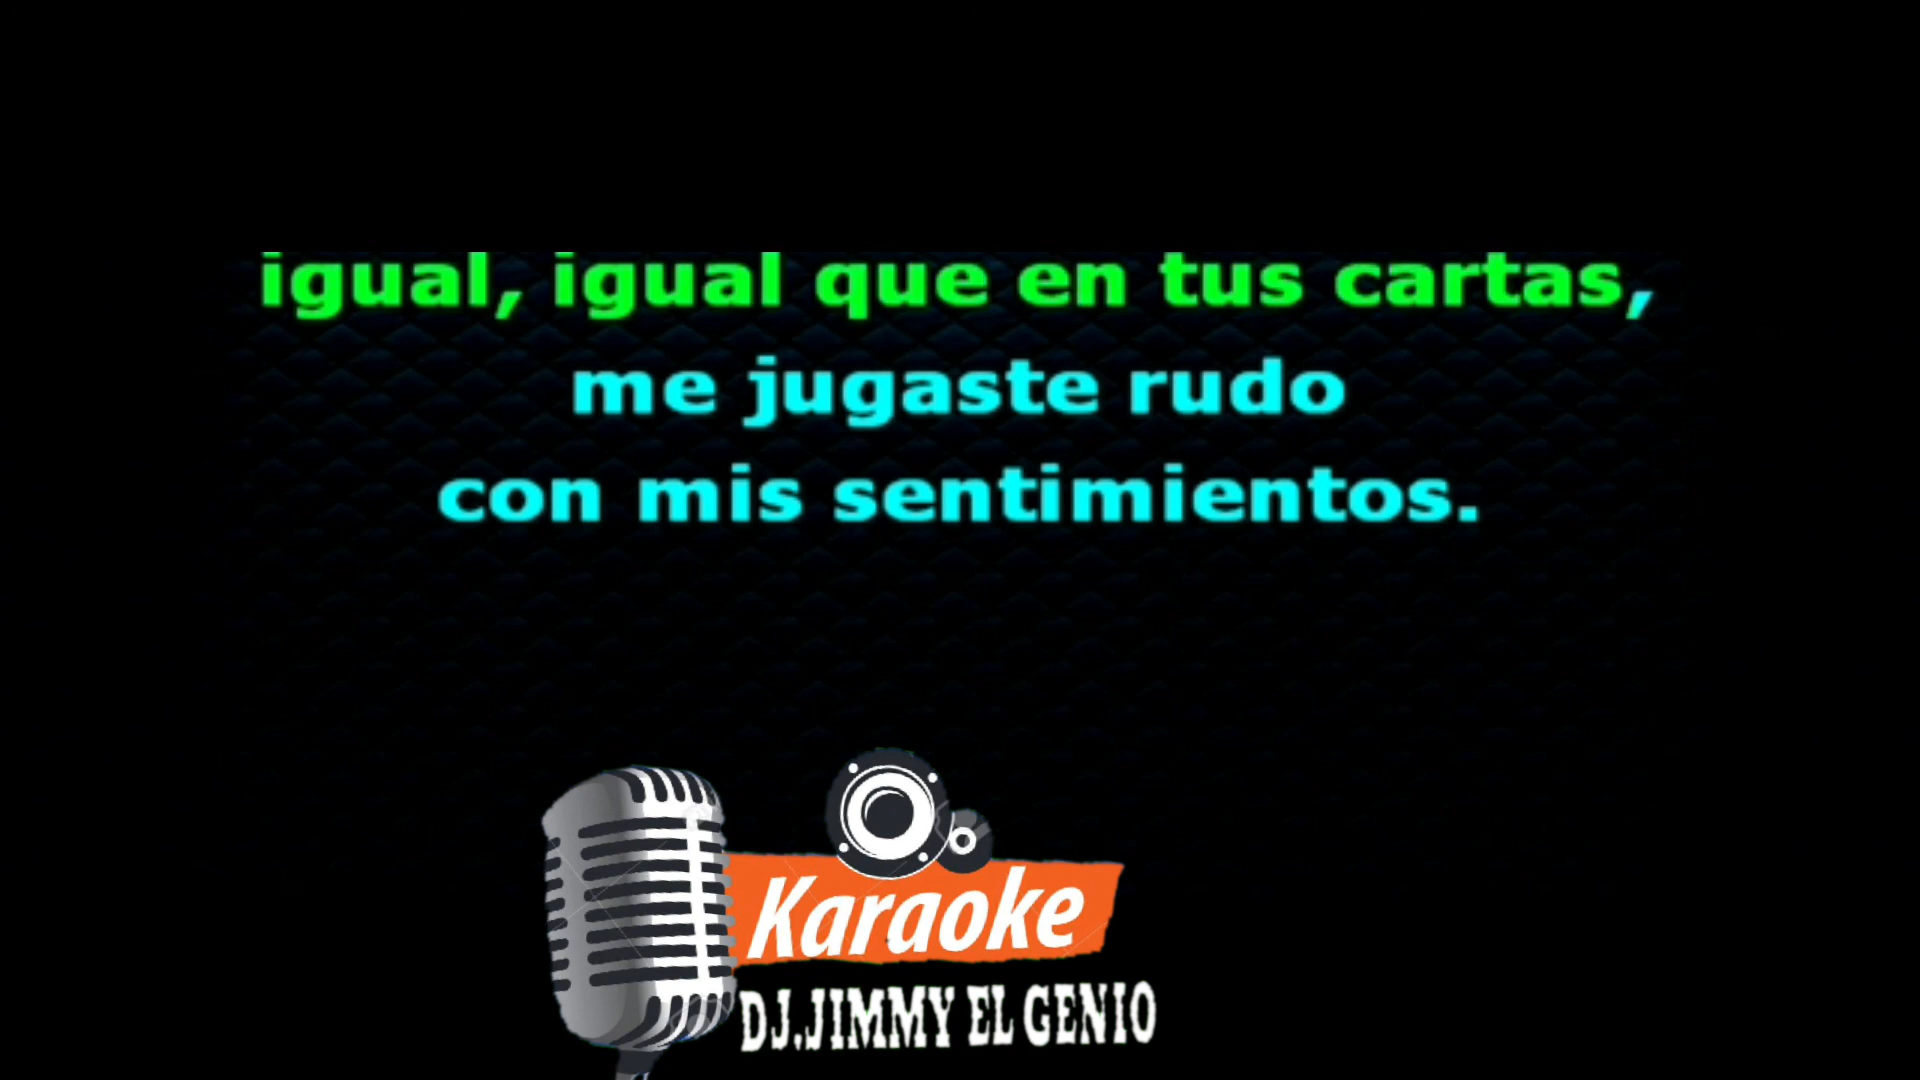 igual, igual que en tus cartas,
me jugaste rudo
con mis sentimientos.
Karaoke
DJ.JIMMY EL GENIO